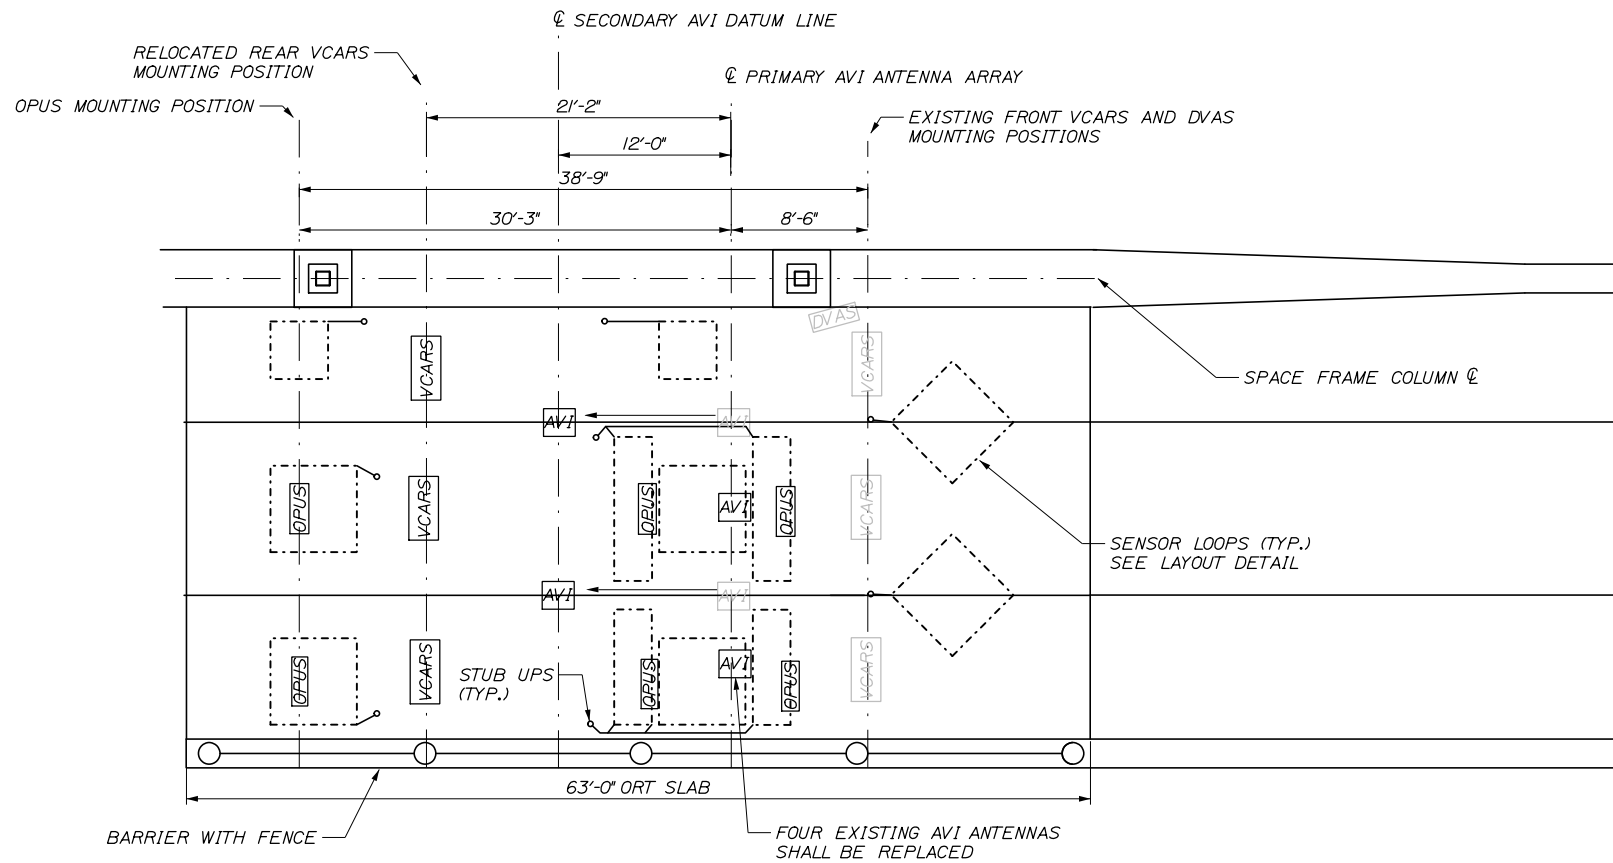 ℄ SECONDARY AVI DATUM LINE
RELOCATED REAR VCARS
MOUNTING POSITION
℄ PRIMARY AVI ANTENNA ARRAY
OPUS MOUNTING POSITION
21'-2"
EXISTING FRONT VCARS AND DVAS
MOUNTING POSITIONS
12'-0"
38'-9"
30'-3"
8'-6"
DVAS
VCARS
VCARS
SPACE FRAME COLUMN ℄
AVI
AVI
OPUS
VCARS
OPUS
AVI
OPUS
VCARS
SENSOR LOOPS (TYP.)
SEE LAYOUT DETAIL
AVI
AVI
OPUS
VCARS
STUB UPS
(TYP.)
OPUS
AVI
OPUS
VCARS
63'-0" ORT SLAB
BARRIER WITH FENCE
FOUR EXISTING AVI ANTENNAS
SHALL BE REPLACED